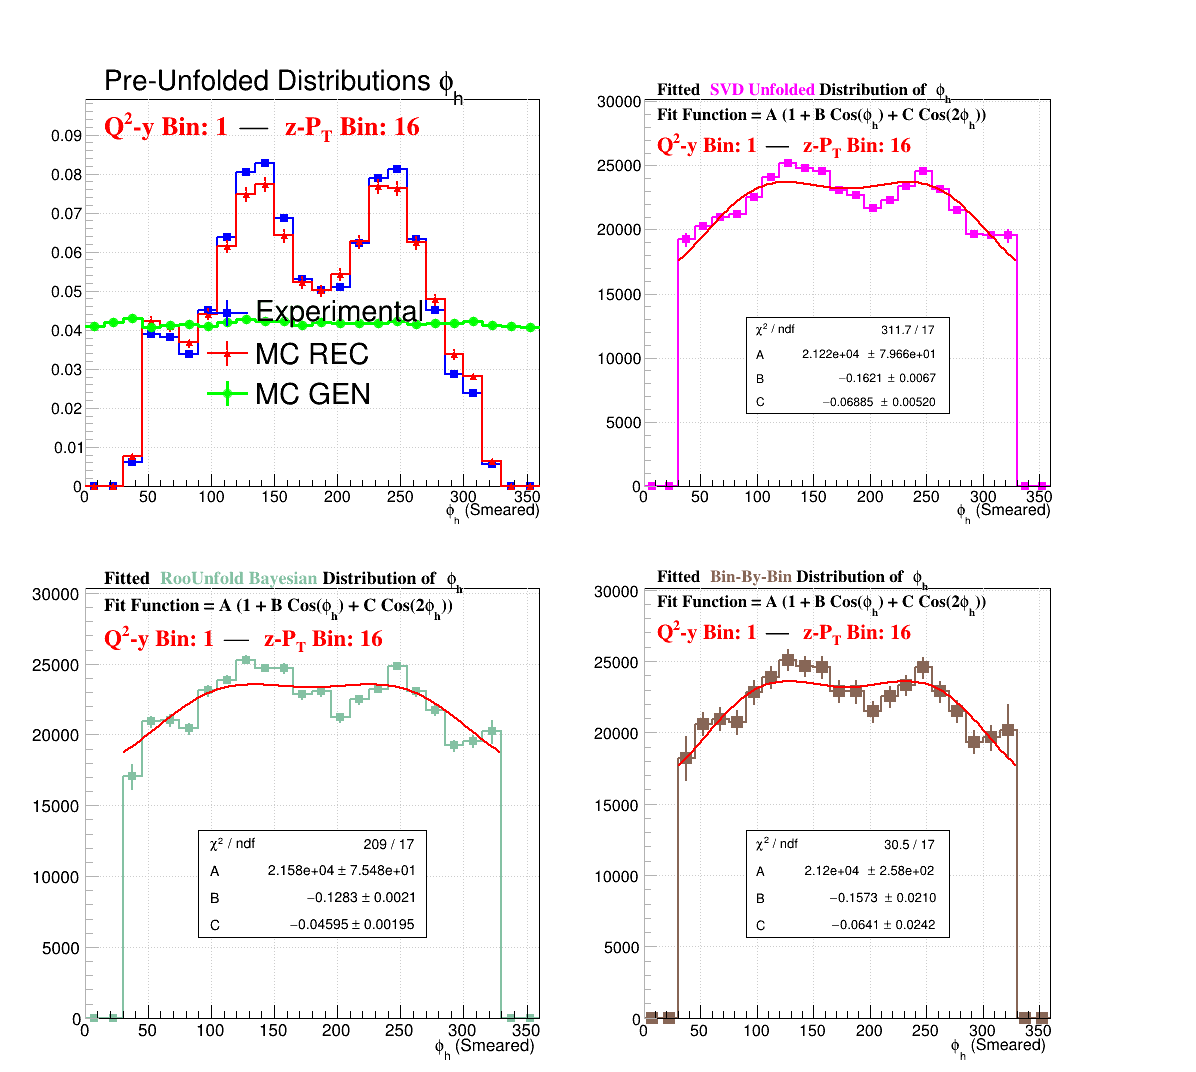 Pre-Unfolded Distributions ϕh
Q²-y Bin: 1 — z-PT Bin: 16
0.09
0.08
0.07
0.06
0.05
0.04
0.03
0.02
0.01
0
Experimental
MC REC
MC GEN
0 50 100 150 200 250 300 350
ϕh (Smeared)
Fitted SVD Unfolded Distribution of ϕh
Fit Function = A (1 + B Cos(ϕh) + C Cos(2ϕh))
Q²-y Bin: 1 — z-PT Bin: 16
30000
25000
20000
15000
10000
5000
0
χ² / ndf 311.7 / 17
A 2.122e+04 ± 7.966e+01
B −0.1621 ± 0.0067
C −0.06885 ± 0.00520
0 50 100 150 200 250 300 350
ϕh (Smeared)
Fitted RooUnfold Bayesian Distribution of ϕh
Fit Function = A (1 + B Cos(ϕh) + C Cos(2ϕh))
Q²-y Bin: 1 — z-PT Bin: 16
30000
25000
20000
15000
10000
5000
0
χ² / ndf 209 / 17
A 2.158e+04 ± 7.548e+01
B −0.1283 ± 0.0021
C −0.04595 ± 0.00195
0 50 100 150 200 250 300 350
ϕh (Smeared)
Fitted Bin-By-Bin Distribution of ϕh
Fit Function = A (1 + B Cos(ϕh) + C Cos(2ϕh))
Q²-y Bin: 1 — z-PT Bin: 16
30000
25000
20000
15000
10000
5000
0
χ² / ndf 30.5 / 17
A 2.12e+04 ± 2.58e+02
B −0.1573 ± 0.0210
C −0.0641 ± 0.0242
0 50 100 150 200 250 300 350
ϕh (Smeared)